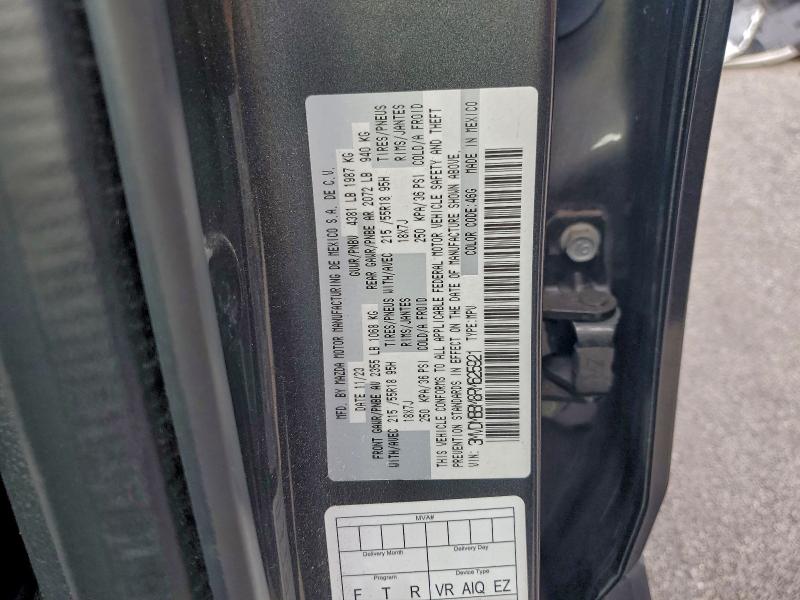 MFD. BY MAZDA MOTOR MANUFACTURING DE MEXICO S.A. DE C.V.
DATE 11/23 GVWR/PNBV 4381 LB 1987 KG
FRONT GAWR/PNBE AV 2355 LB 1068 KG REAR GAWR/PNBE AR 2072 LB 940 KG
WITH/AVEC 215 /55R18 95H TIRES/PNEUS WITH/AVEC 215 /55R18 95H TIRES/PNEUS
18X7J RIMS/JANTES 18X7J RIMS/JANTES
250 KPA/36 PSI COLD/A FROID 250 KPA/36 PSI COLD/A FROID
THIS VEHICLE CONFORMS TO ALL APPLICABLE FEDERAL MOTOR VEHICLE SAFETY AND THEFT
PREVENTION STANDARDS IN EFFECT ON THE DATE OF MANUFACTURE SHOWN ABOVE.
VIN: TYPE:MPV COLOR CODE:46G MADE IN MEXICO
MVA#
Delivery Month Delivery Day
Program Device Type
F T R VR AIQ EZ